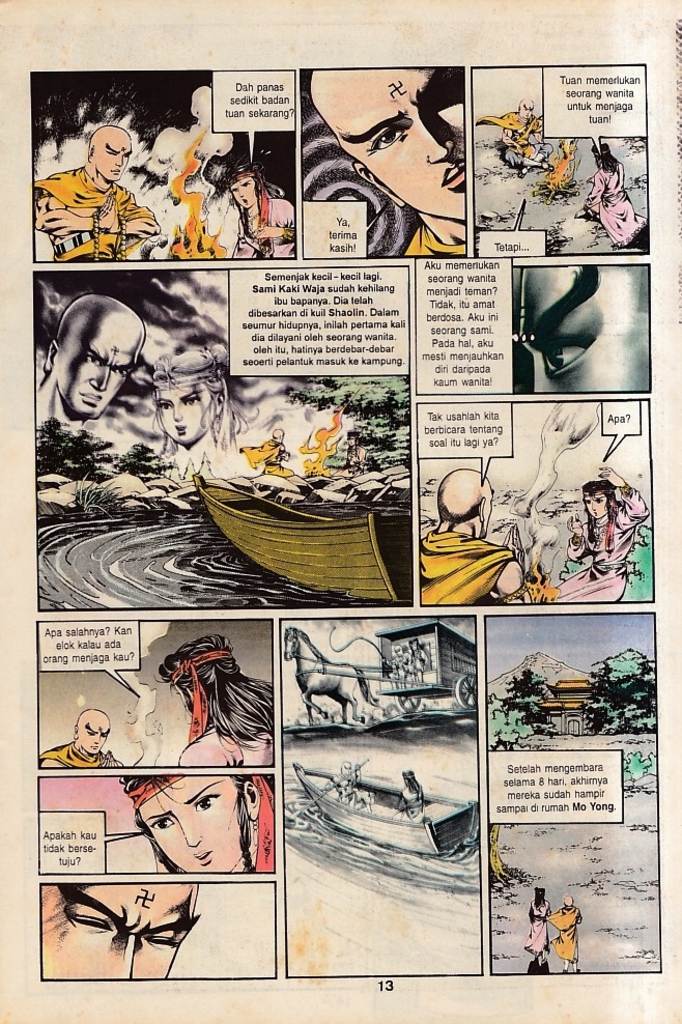 Dah panas
sedikit badan
tuan sekarang?
Ya,
terima
kasih!
Tuan memerlukan
seorang wanita
untuk menjaga
tuan!
Tetapi...
Semenjak kecil – kecil lagi.
Sami Kaki Waja sudah kehilang
ibu bapanya. Dia telah
dibesarkan di kuil Shaolin. Dalam
seumur hidupnya, inilah pertama kali
dia dilayani oleh seorang wanita.
oleh itu, hatinya berdebar-debar
seoerti pelantuk masuk ke kampung.
Aku memerlukan
seorang wanita
menjadi teman?
Tidak, itu amat
berdosa. Aku ini
seorang sami.
Pada hal, aku
mesti menjauhkan
diri daripada
kaum wanita!
Tak usahlah kita
berbicara tentang
soal itu lagi ya?
Apa?
Apa salahnya? Kan
elok kalau ada
orang menjaga kau?
Apakah kau
tidak berse-
tuju?
Setelah mengembara
selama 8 hari, akhirnya
mereka sudah hampir
sampai di rumah Mo Yong.
13